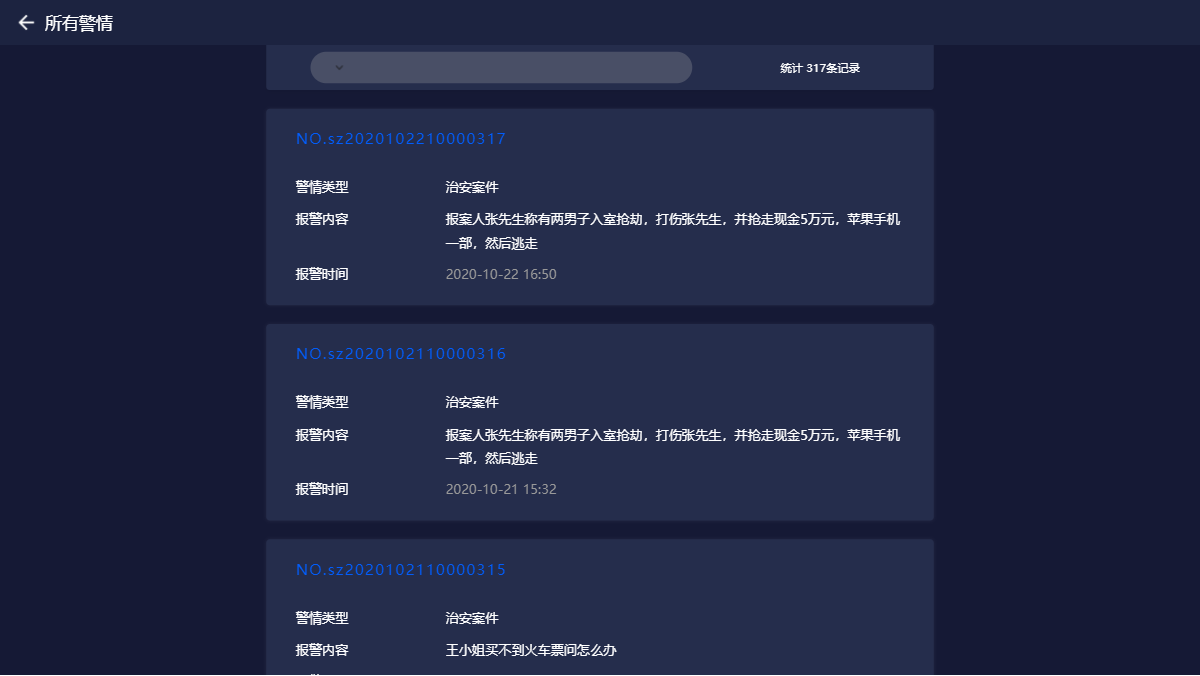 所有警情
统计 317条记录
NO.sz2020102210000317
警情类型 治安案件
报警内容 报案人张先生称有两男子入室抢劫，打伤张先生，并抢走现金5万元，苹果手机
一部，然后逃走
报警时间 2020-10-22 16:50
NO.sz2020102110000316
警情类型 治安案件
报警内容 报案人张先生称有两男子入室抢劫，打伤张先生，并抢走现金5万元，苹果手机
一部，然后逃走
报警时间 2020-10-21 15:32
NO.sz2020102110000315
警情类型 治安案件
报警内容 王小姐买不到火车票问怎么办